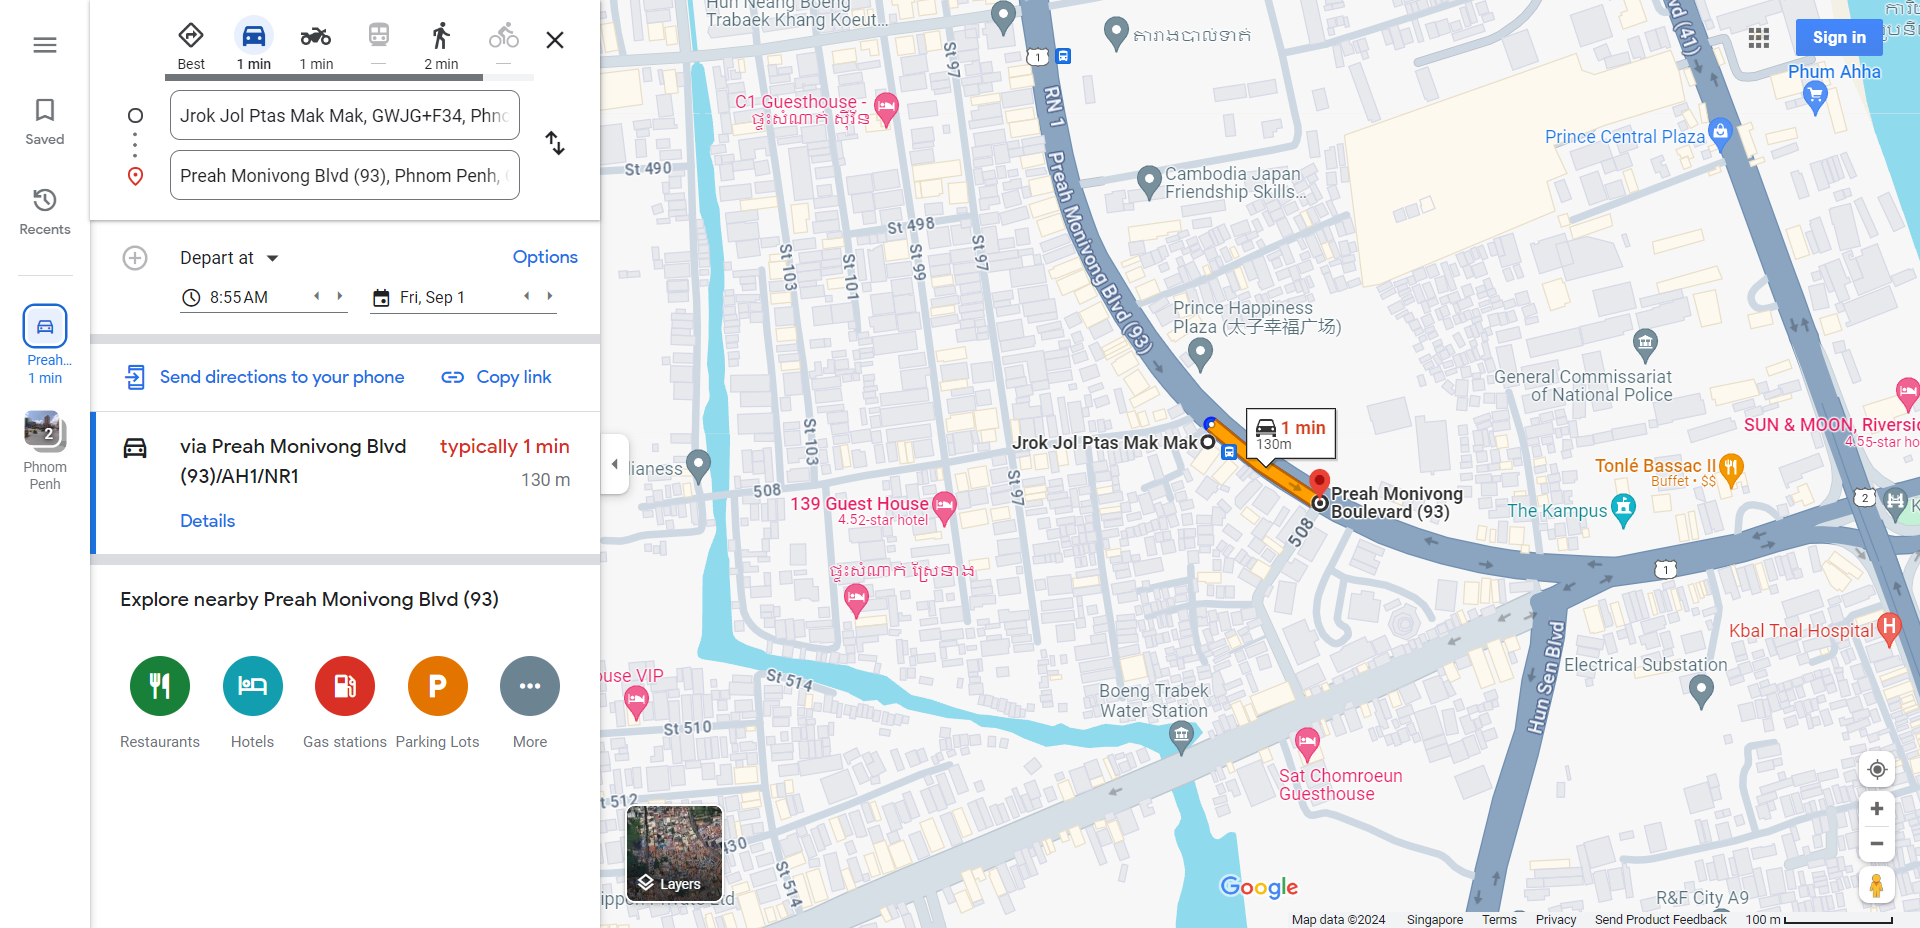 Best
1 min
1 min
—
2 min
—
Jrok Jol Ptas Mak Mak, GWJG+F34, Phno
Preah Monivong Blvd (93), Phnom Penh,
Saved
Recents
Preah...
1 min
2
Phnom
Penh
Depart at
Options
8:55 AM
Fri, Sep 1
Send directions to your phone
Copy link
via Preah Monivong Blvd
(93)/AH1/NR1
typically 1 min
130 m
Details
Explore nearby Preah Monivong Blvd (93)
Restaurants
Hotels
P
Gas stations
Parking Lots
More
Layers
Hun Neang Boeng
Trabaek Khang Koeut...
តារាងបាល់ទាត់
Sign in
Phum Ahha
Prince Central Plaza
C1 Guesthouse -
ផ្ទះសំណាក់ ស៊ីវីន
RN 1
1
St 97
St 490
Cambodia Japan
Friendship Skills...
Preah Monivong Blvd (93)
St 498
St 103
St 101
St 99
St 97
Prince Happiness
Plaza (太子幸福广场)
General Commissariat
of National Police
SUN & MOON, Riversi
4.55-star ho
Jrok Jol Ptas Mak Mak
1 min
130m
Preah Monivong
Boulevard (93)
St 103
ianess
508
St 97
139 Guest House
4.52-star hotel
Tonlé Bassac II
Buffet • $$
The Kampus
2
508
ផ្ទះសំណាក់ ស្រែនាង
1
Kbal Tnal Hospital
H
Hun Sen Blvd
Electrical Substation
ouse VIP
St 514
St 510
Boeng Trabek
Water Station
Sat Chomroeun
Guesthouse
St 512
St 514
R&F City A9
Google
Map data ©2024
Singapore
Terms
Privacy
Send Product Feedback
100 m